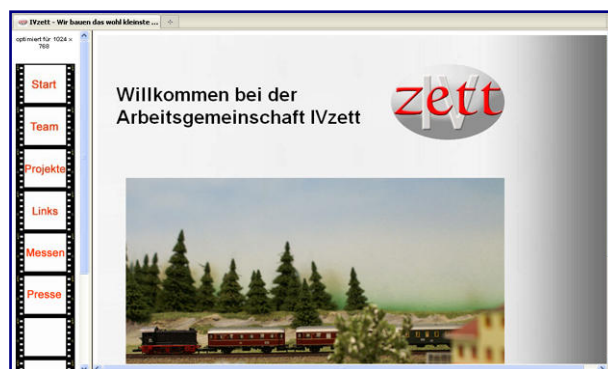 IVzett - Wir bauen das wohl kleinste ...
optimiert für 1024 x
768
Start
Team
Projekte
Links
Messen
Presse
Willkommen bei der
Arbeitsgemeinschaft IVzett
IV
zett